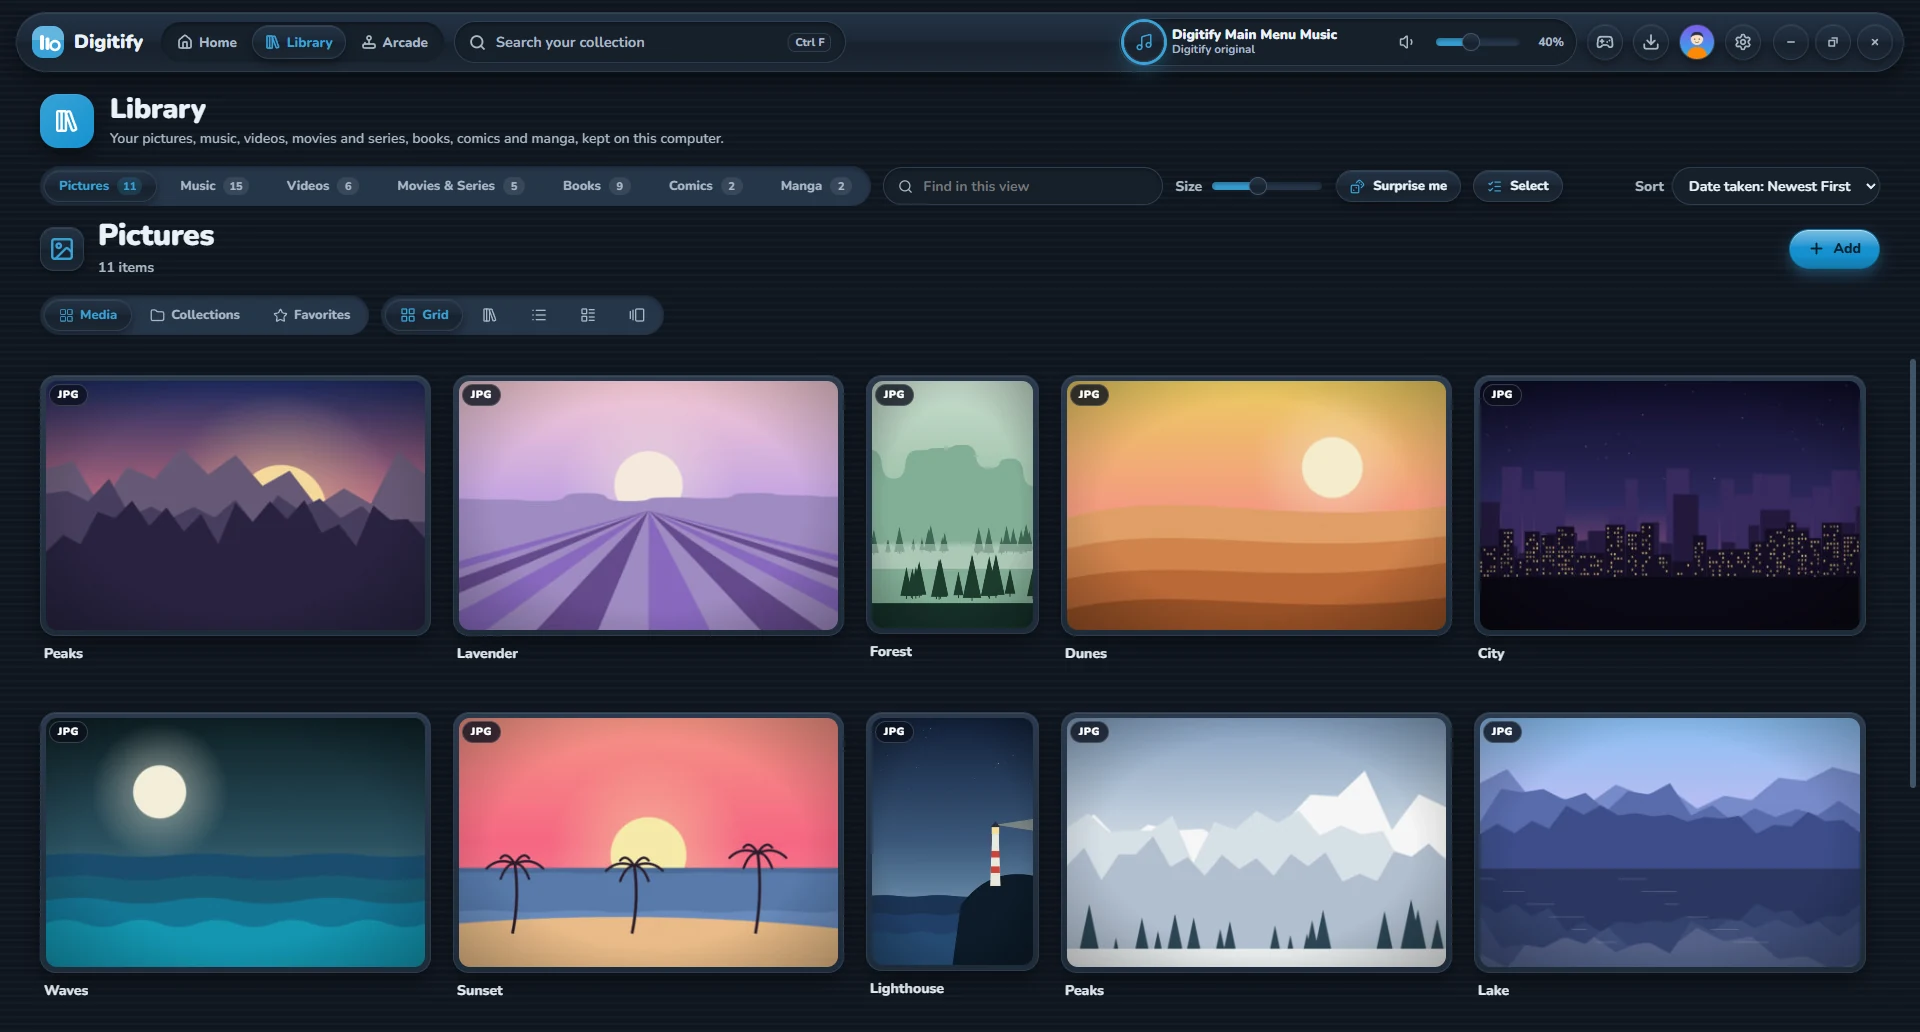 Digitify
Home
Library
Arcade
Search your collection
Ctrl F
Digitify Main Menu Music
Digitify original
40%
Library
Your pictures, music, videos, movies and series, books, comics and manga, kept on this computer.
Pictures 11
Music 15
Videos 6
Movies & Series 5
Books 9
Comics 2
Manga 2
Find in this view
Size
Surprise me
Select
Sort
Date taken: Newest First
Pictures
11 items
Add
Media
Collections
Favorites
Grid
JPG
JPG
JPG
JPG
JPG
Peaks
Lavender
Forest
Dunes
City
JPG
JPG
JPG
JPG
JPG
Waves
Sunset
Lighthouse
Peaks
Lake